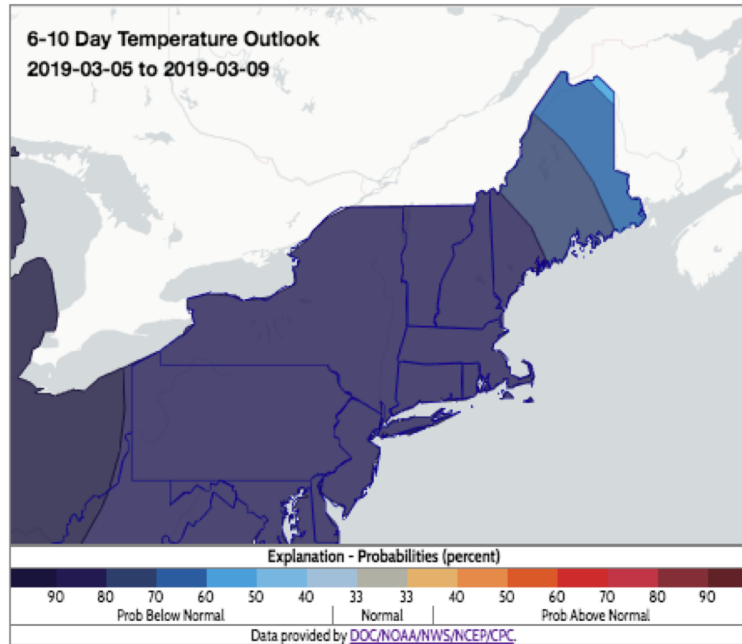 6-10 Day Temperature Outlook
2019-03-05 to 2019-03-09
Explanation - Probabilities (percent)
90 80 70 60 50 40 33 33 40 50 60 70 80 90
Prob Below Normal Normal Prob Above Normal
Data provided by DOC/NOAA/NWS/NCEP/CPC.